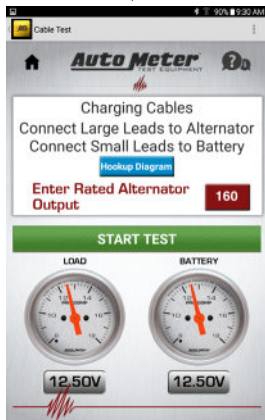 90% 9:30 AM
Cable Test
Auto Meter
TEST EQUIPMENT
Charging Cables
Connect Large Leads to Alternator
Connect Small Leads to Battery
Hookup Diagram
Enter Rated Alternator
Output
160
START TEST
LOAD BATTERY
12.50V 12.50V